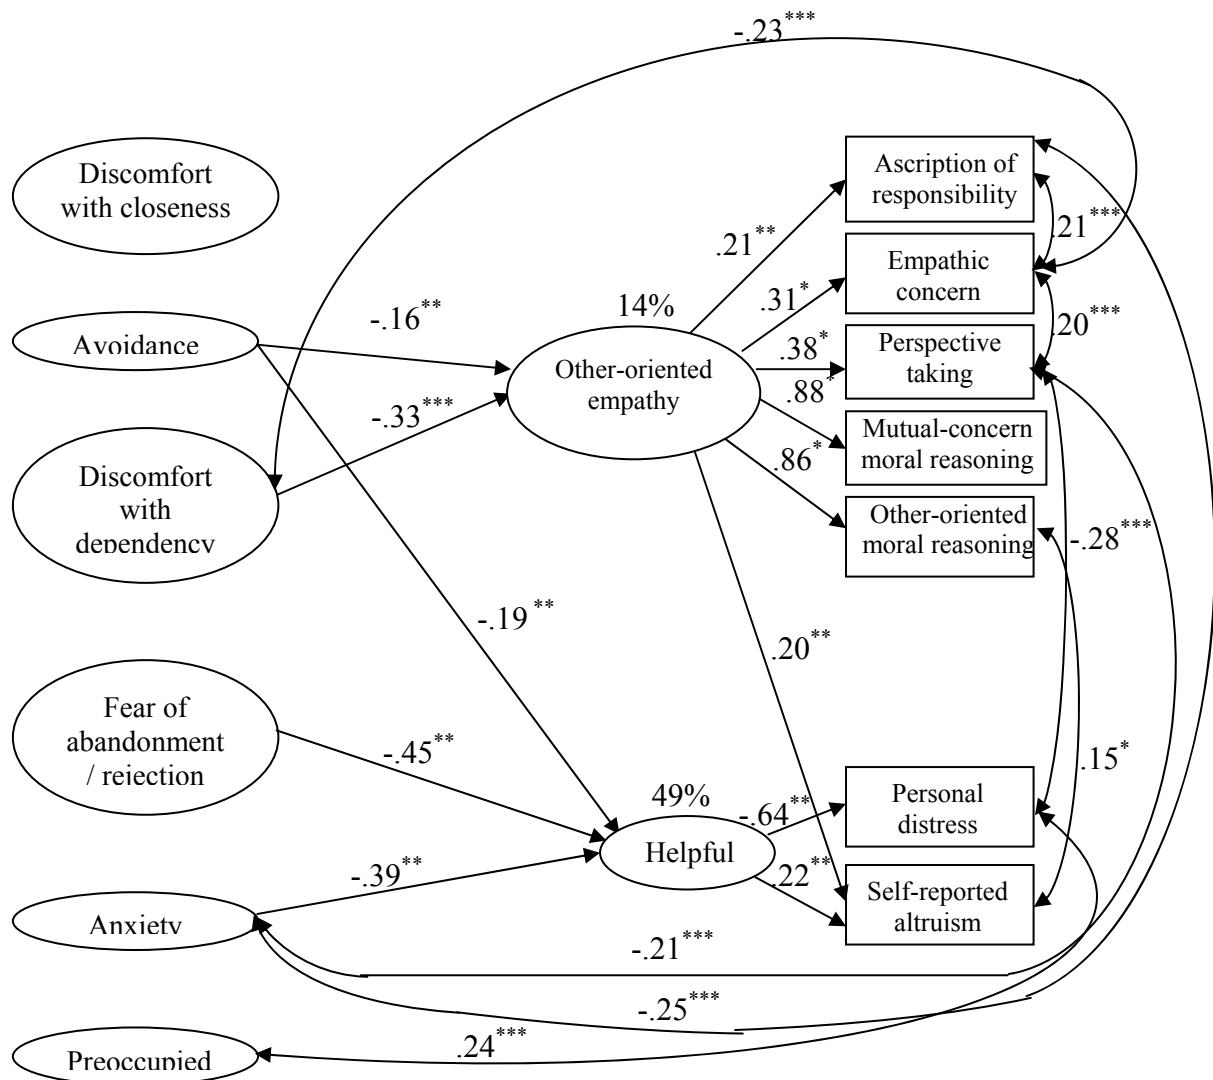 -.23***
Discomfort
with closeness
Ascription of
responsibility
.21**
.21***
Empathic
concern
.31*
14%
-.16**
.20***
Avoidance
Other-oriented
empathy
.38*
Perspective
taking
.88*
-.33***
Mutual-concern
moral reasoning
.86*
Discomfort
with
dependency
Other-oriented
moral reasoning
-.28***
-.19**
.20**
Fear of
abandonment
/ rejection
-.45**
.15*
49%
-.64**
Personal
distress
Helpful
-.39**
.22**
Self-reported
altruism
Anxiety
-.21***
-.25***
.24***
Preoccupied